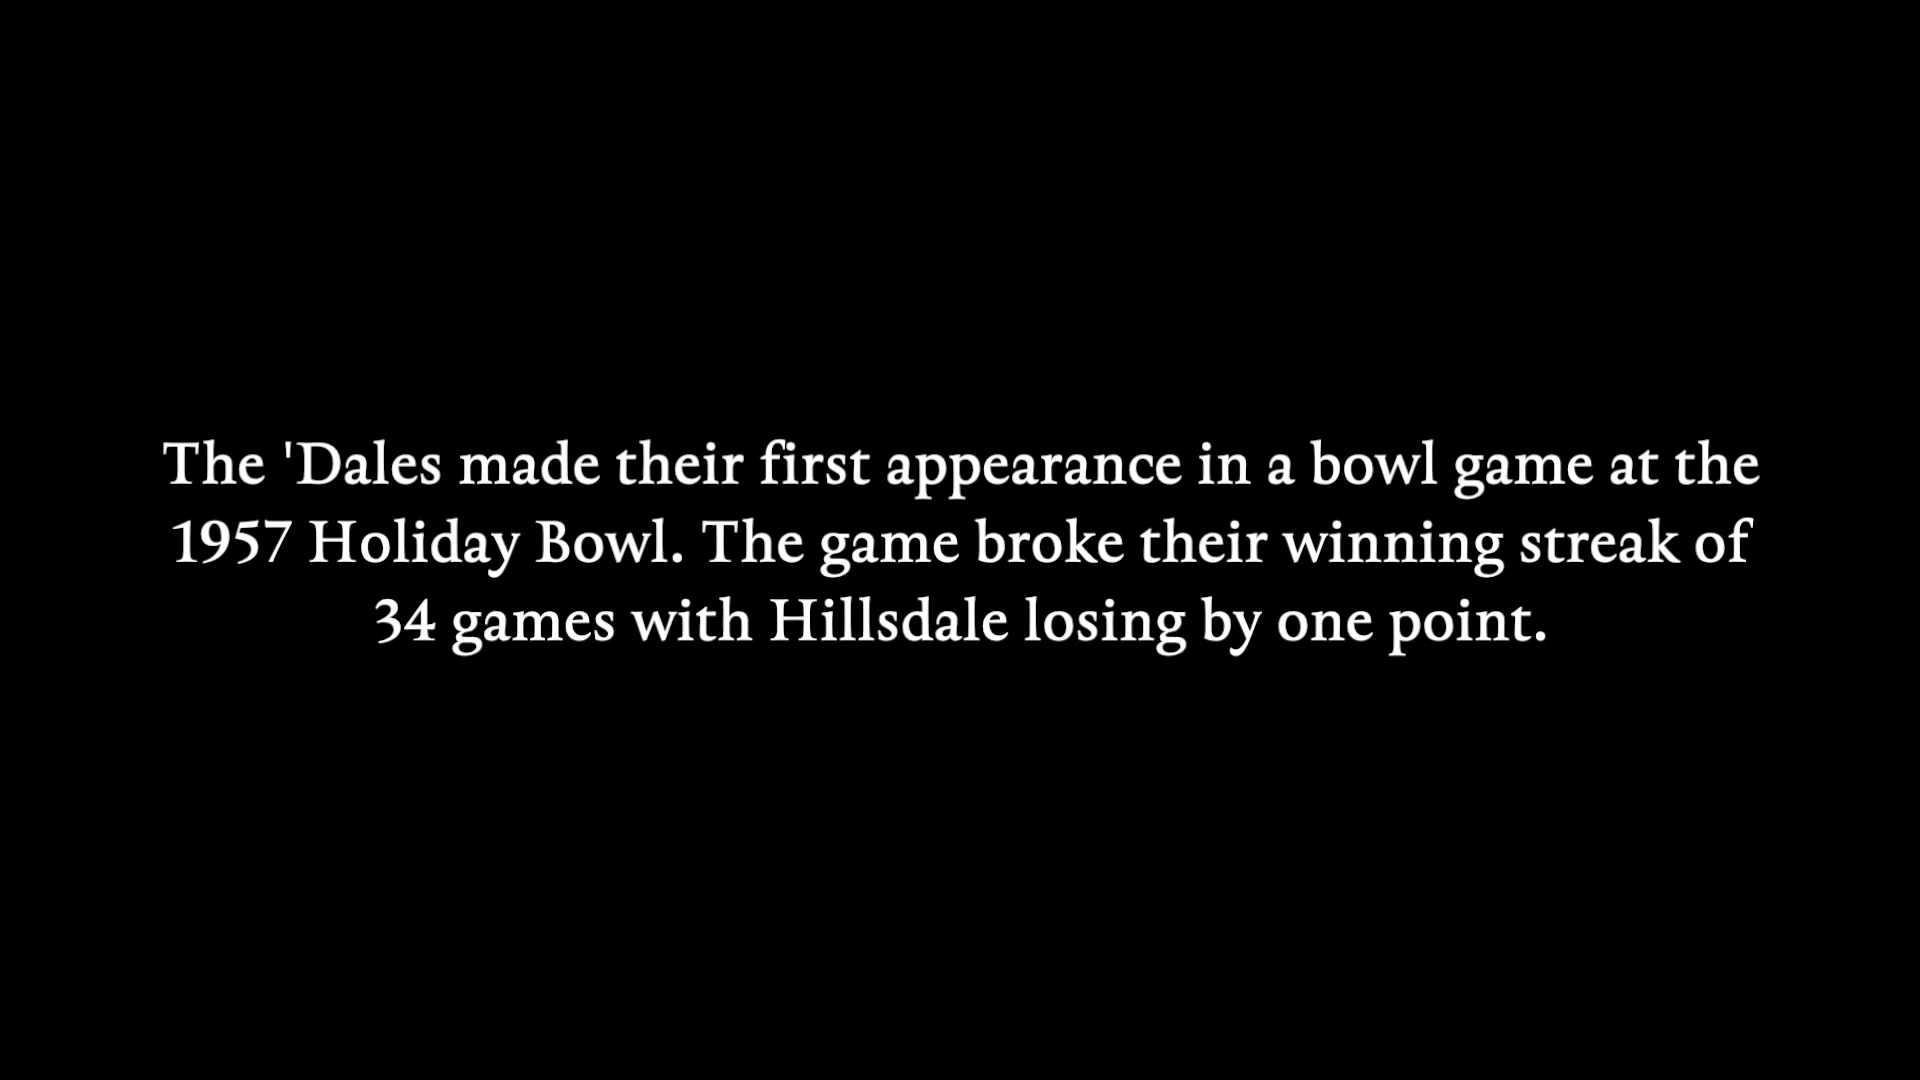 The 'Dales made their first appearance in a bowl game at the
1957 Holiday Bowl. The game broke their winning streak of
34 games with Hillsdale losing by one point.